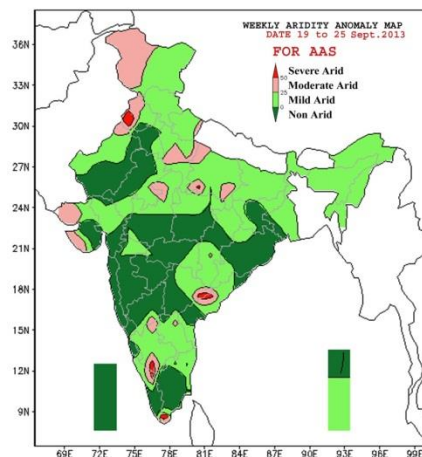 WEEKLY ARIDITY ANOMALY MAP
DATE 19 to 25 Sept.2013
FOR AAS
Severe Arid
50
Moderate Arid
25
Mild Arid
0
Non Arid
36N
33N
30N
27N
24N
21N
18N
15N
12N
9N
69E
72E
75E
78E
81E
84E
87E
90E
93E
96E
99E